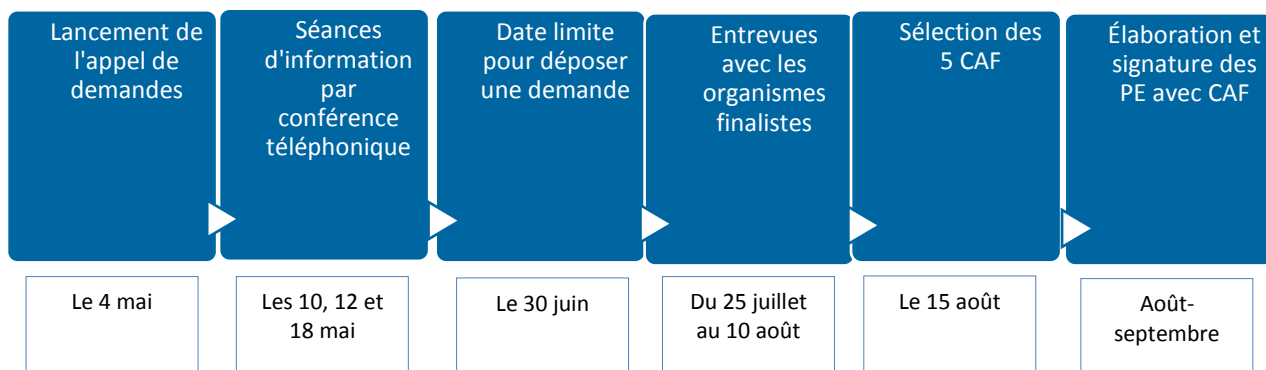 Lancement de
l'appel de
demandes
Séances
d'information
par
conférence
téléphonique
Date limite
pour déposer
une demande
Entrevues
avec les
organismes
finalistes
Sélection des
5 CAF
Élaboration et
signature des
PE avec CAF
Le 4 mai
Les 10, 12 et
18 mai
Le 30 juin
Du 25 juillet
au 10 août
Le 15 août
Août-
septembre